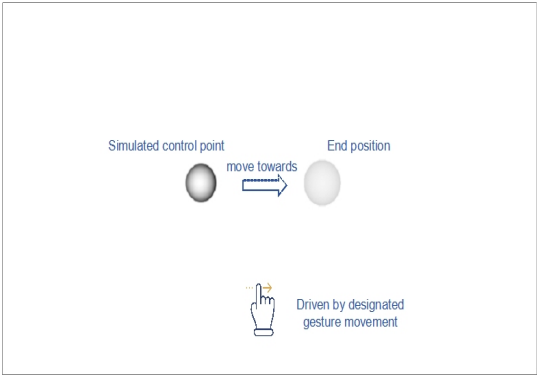 Simulated control point
End position
move towards
Driven by designated
gesture movement